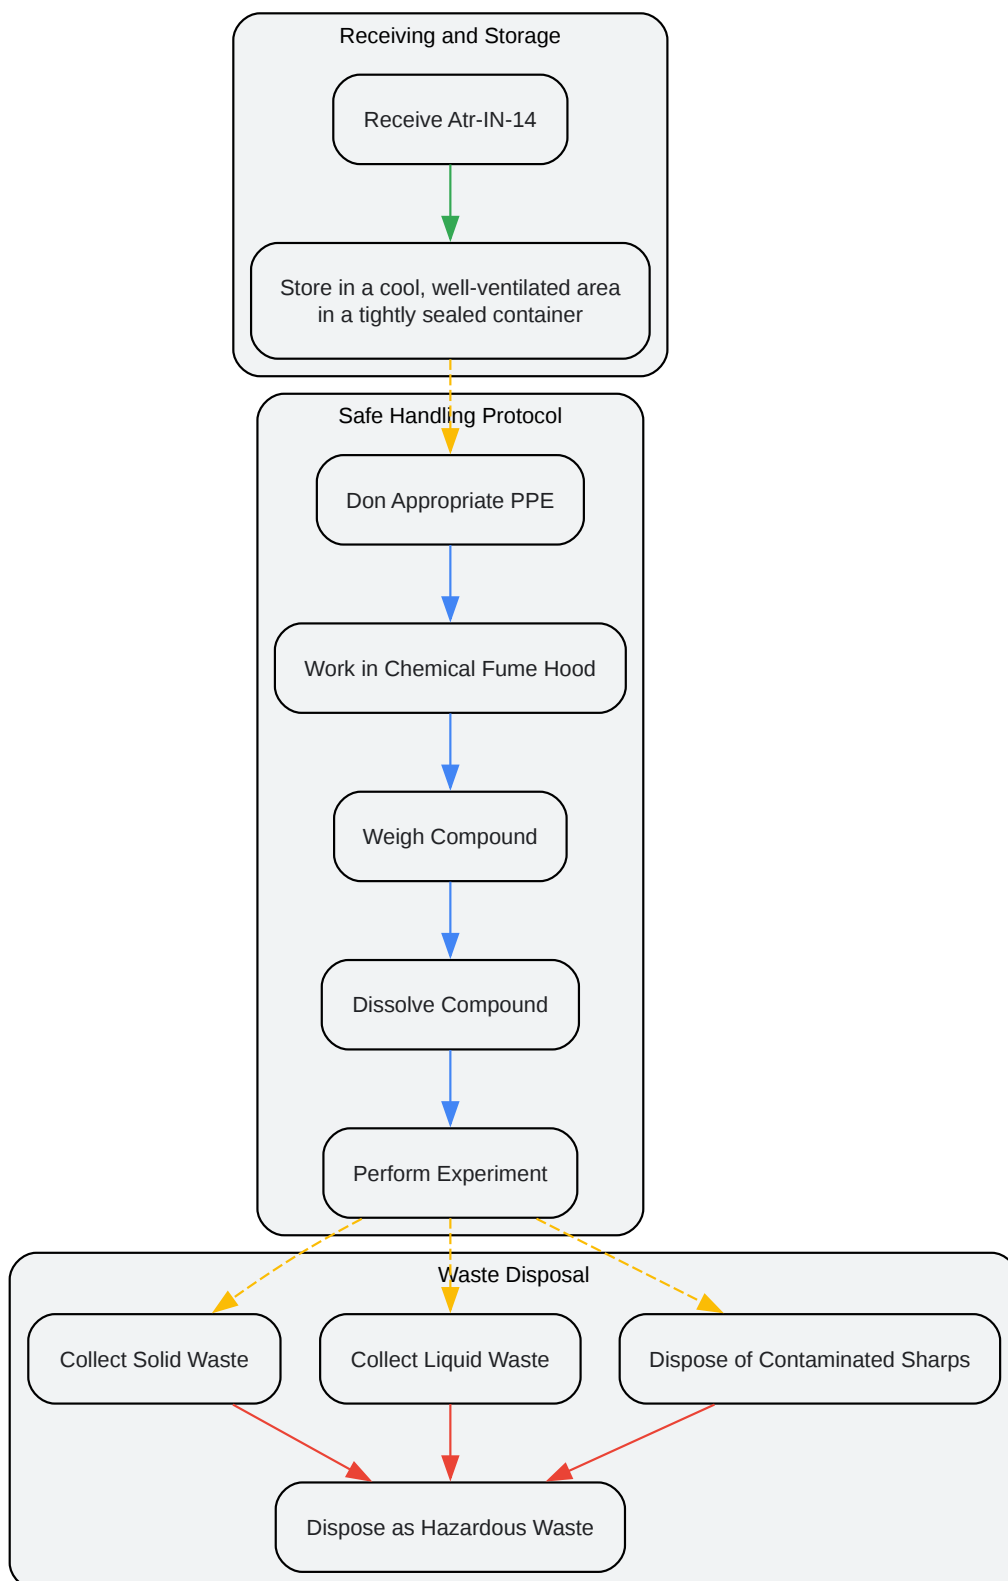 Receiving and Storage
Receive Atr-IN-14
Store in a cool, well-ventilated area
in a tightly sealed container
Safe Handling Protocol
Don Appropriate PPE
Work in Chemical Fume Hood
Weigh Compound
Dissolve Compound
Perform Experiment
Waste Disposal
Collect Solid Waste
Collect Liquid Waste
Dispose of Contaminated Sharps
Dispose as Hazardous Waste